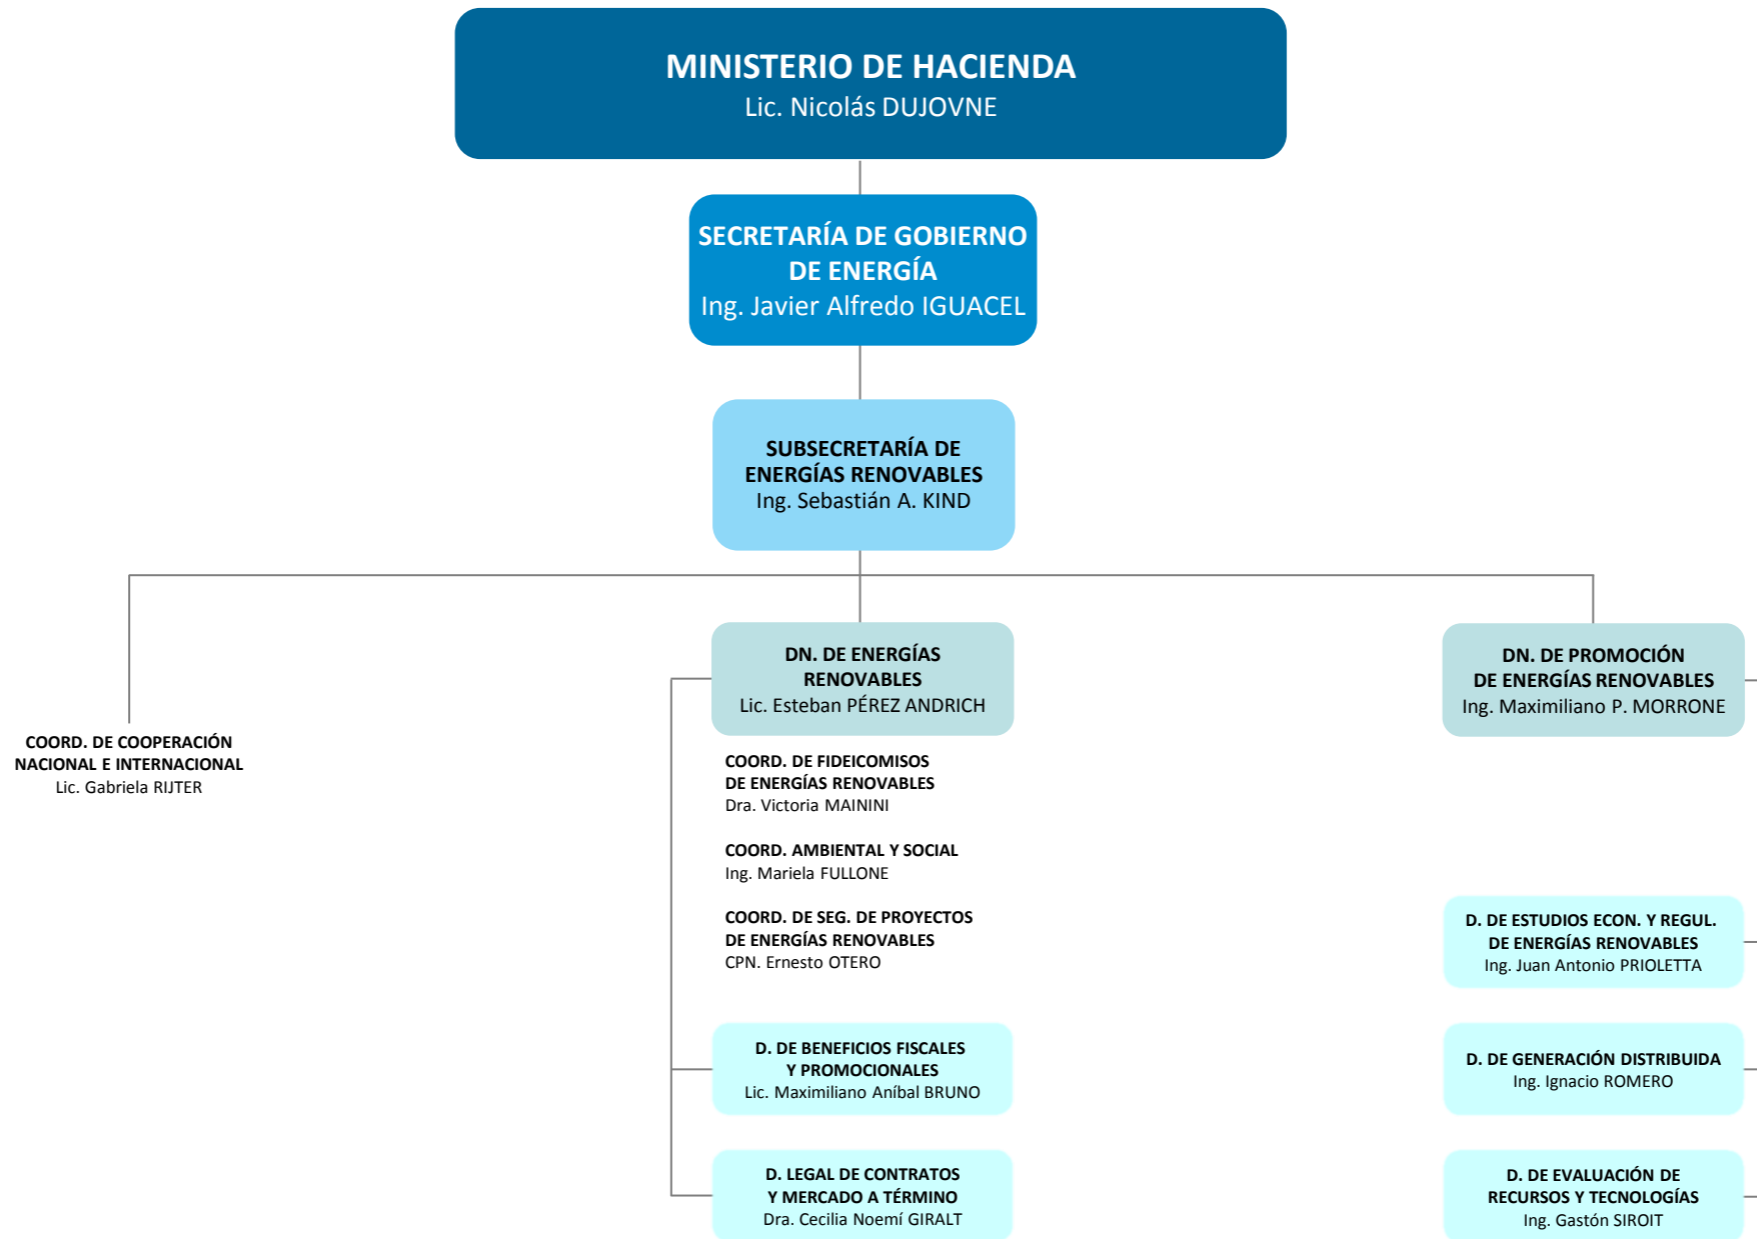 MINISTERIO DE HACIENDA
Lic. Nicolás DUJOVNE
SECRETARÍA DE GOBIERNO
DE ENERGÍA
Ing. Javier Alfredo IGUACEL
SUBSECRETARÍA DE
ENERGÍAS RENOVABLES
Ing. Sebastián A. KIND
COORD. DE COOPERACIÓN
NACIONAL E INTERNACIONAL
Lic. Gabriela RIJTER
DN. DE ENERGÍAS
RENOVABLES
Lic. Esteban PÉREZ ANDRICH
COORD. DE FIDEICOMISOS
DE ENERGÍAS RENOVABLES
Dra. Victoria MAININI
COORD. AMBIENTAL Y SOCIAL
Ing. Mariela FULLONE
COORD. DE SEG. DE PROYECTOS
DE ENERGÍAS RENOVABLES
CPN. Ernesto OTERO
D. DE BENEFICIOS FISCALES
Y PROMOCIONALES
Lic. Maximiliano Aníbal BRUNO
D. LEGAL DE CONTRATOS
Y MERCADO A TÉRMINO
Dra. Cecilia Noemí GIRALT
DN. DE PROMOCIÓN
DE ENERGÍAS RENOVABLES
Ing. Maximiliano P. MORRONE
D. DE ESTUDIOS ECON. Y REGUL.
DE ENERGÍAS RENOVABLES
Ing. Juan Antonio PRIOLETTA
D. DE GENERACIÓN DISTRIBUIDA
Ing. Ignacio ROMERO
D. DE EVALUACIÓN DE
RECURSOS Y TECNOLOGÍAS
Ing. Gastón SIROIT